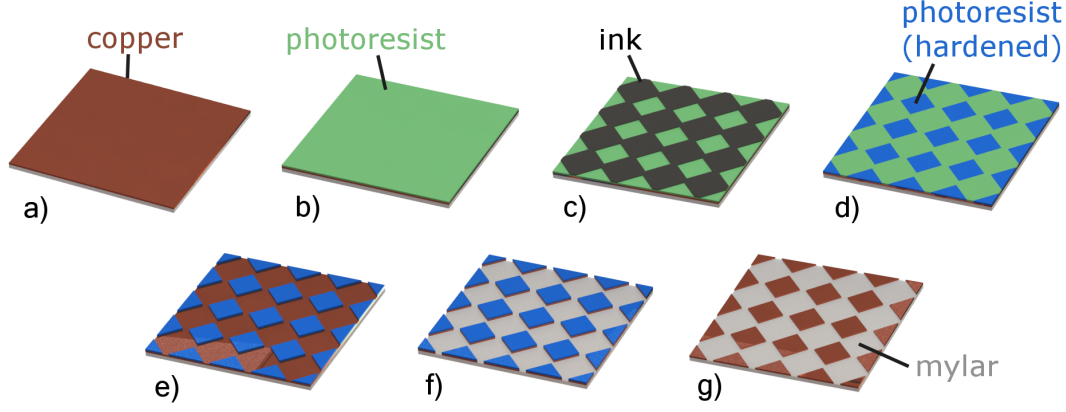 copper
photoresist
ink
photoresist
(hardened)
a)
b)
c)
d)
e)
f)
g)
mylar